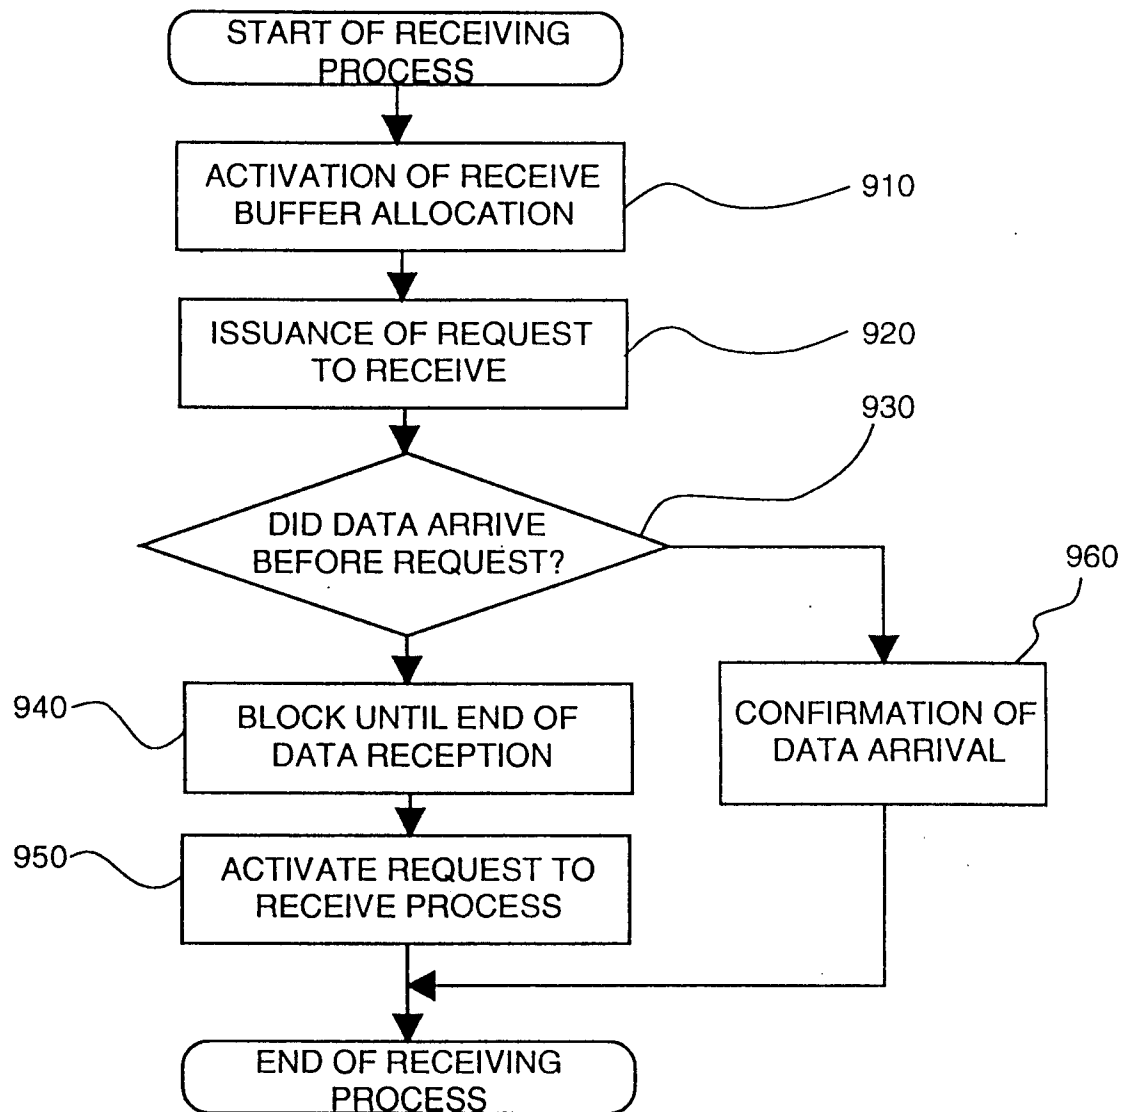 START OF RECEIVING
PROCESS
ACTIVATION OF RECEIVE
BUFFER ALLOCATION
910
ISSUANCE OF REQUEST
TO RECEIVE
920
930
DID DATA ARRIVE
BEFORE REQUEST?
960
940
BLOCK UNTIL END OF
DATA RECEPTION
CONFIRMATION OF
DATA ARRIVAL
950
ACTIVATE REQUEST TO
RECEIVE PROCESS
END OF RECEIVING
PROCESS